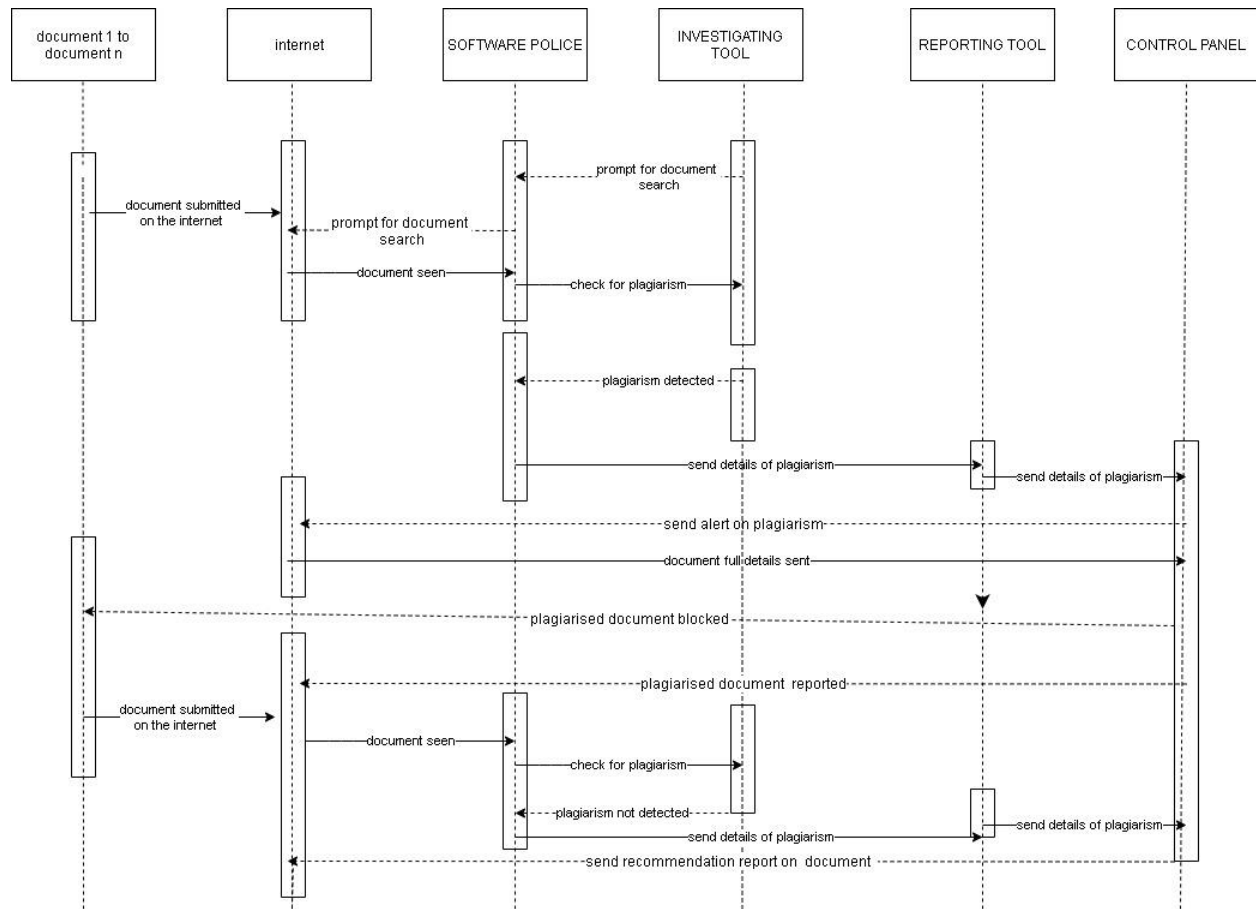 document 1 to
document n
internet
SOFTWARE POLICE
INVESTIGATING
TOOL
REPORTING TOOL
CONTROL PANEL
prompt for document
search
document submitted
on the internet
prompt for document
search
document seen
check for plagiarism
plagiarism detected
send details of plagiarism
send details of plagiarism
send alert on plagiarism
document full details sent
plagiarised document blocked
plagiarised document reported
document submitted
on the internet
document seen
check for plagiarism
plagiarism not detected
send details of plagiarism
send details of plagiarism
send recommendation report on document